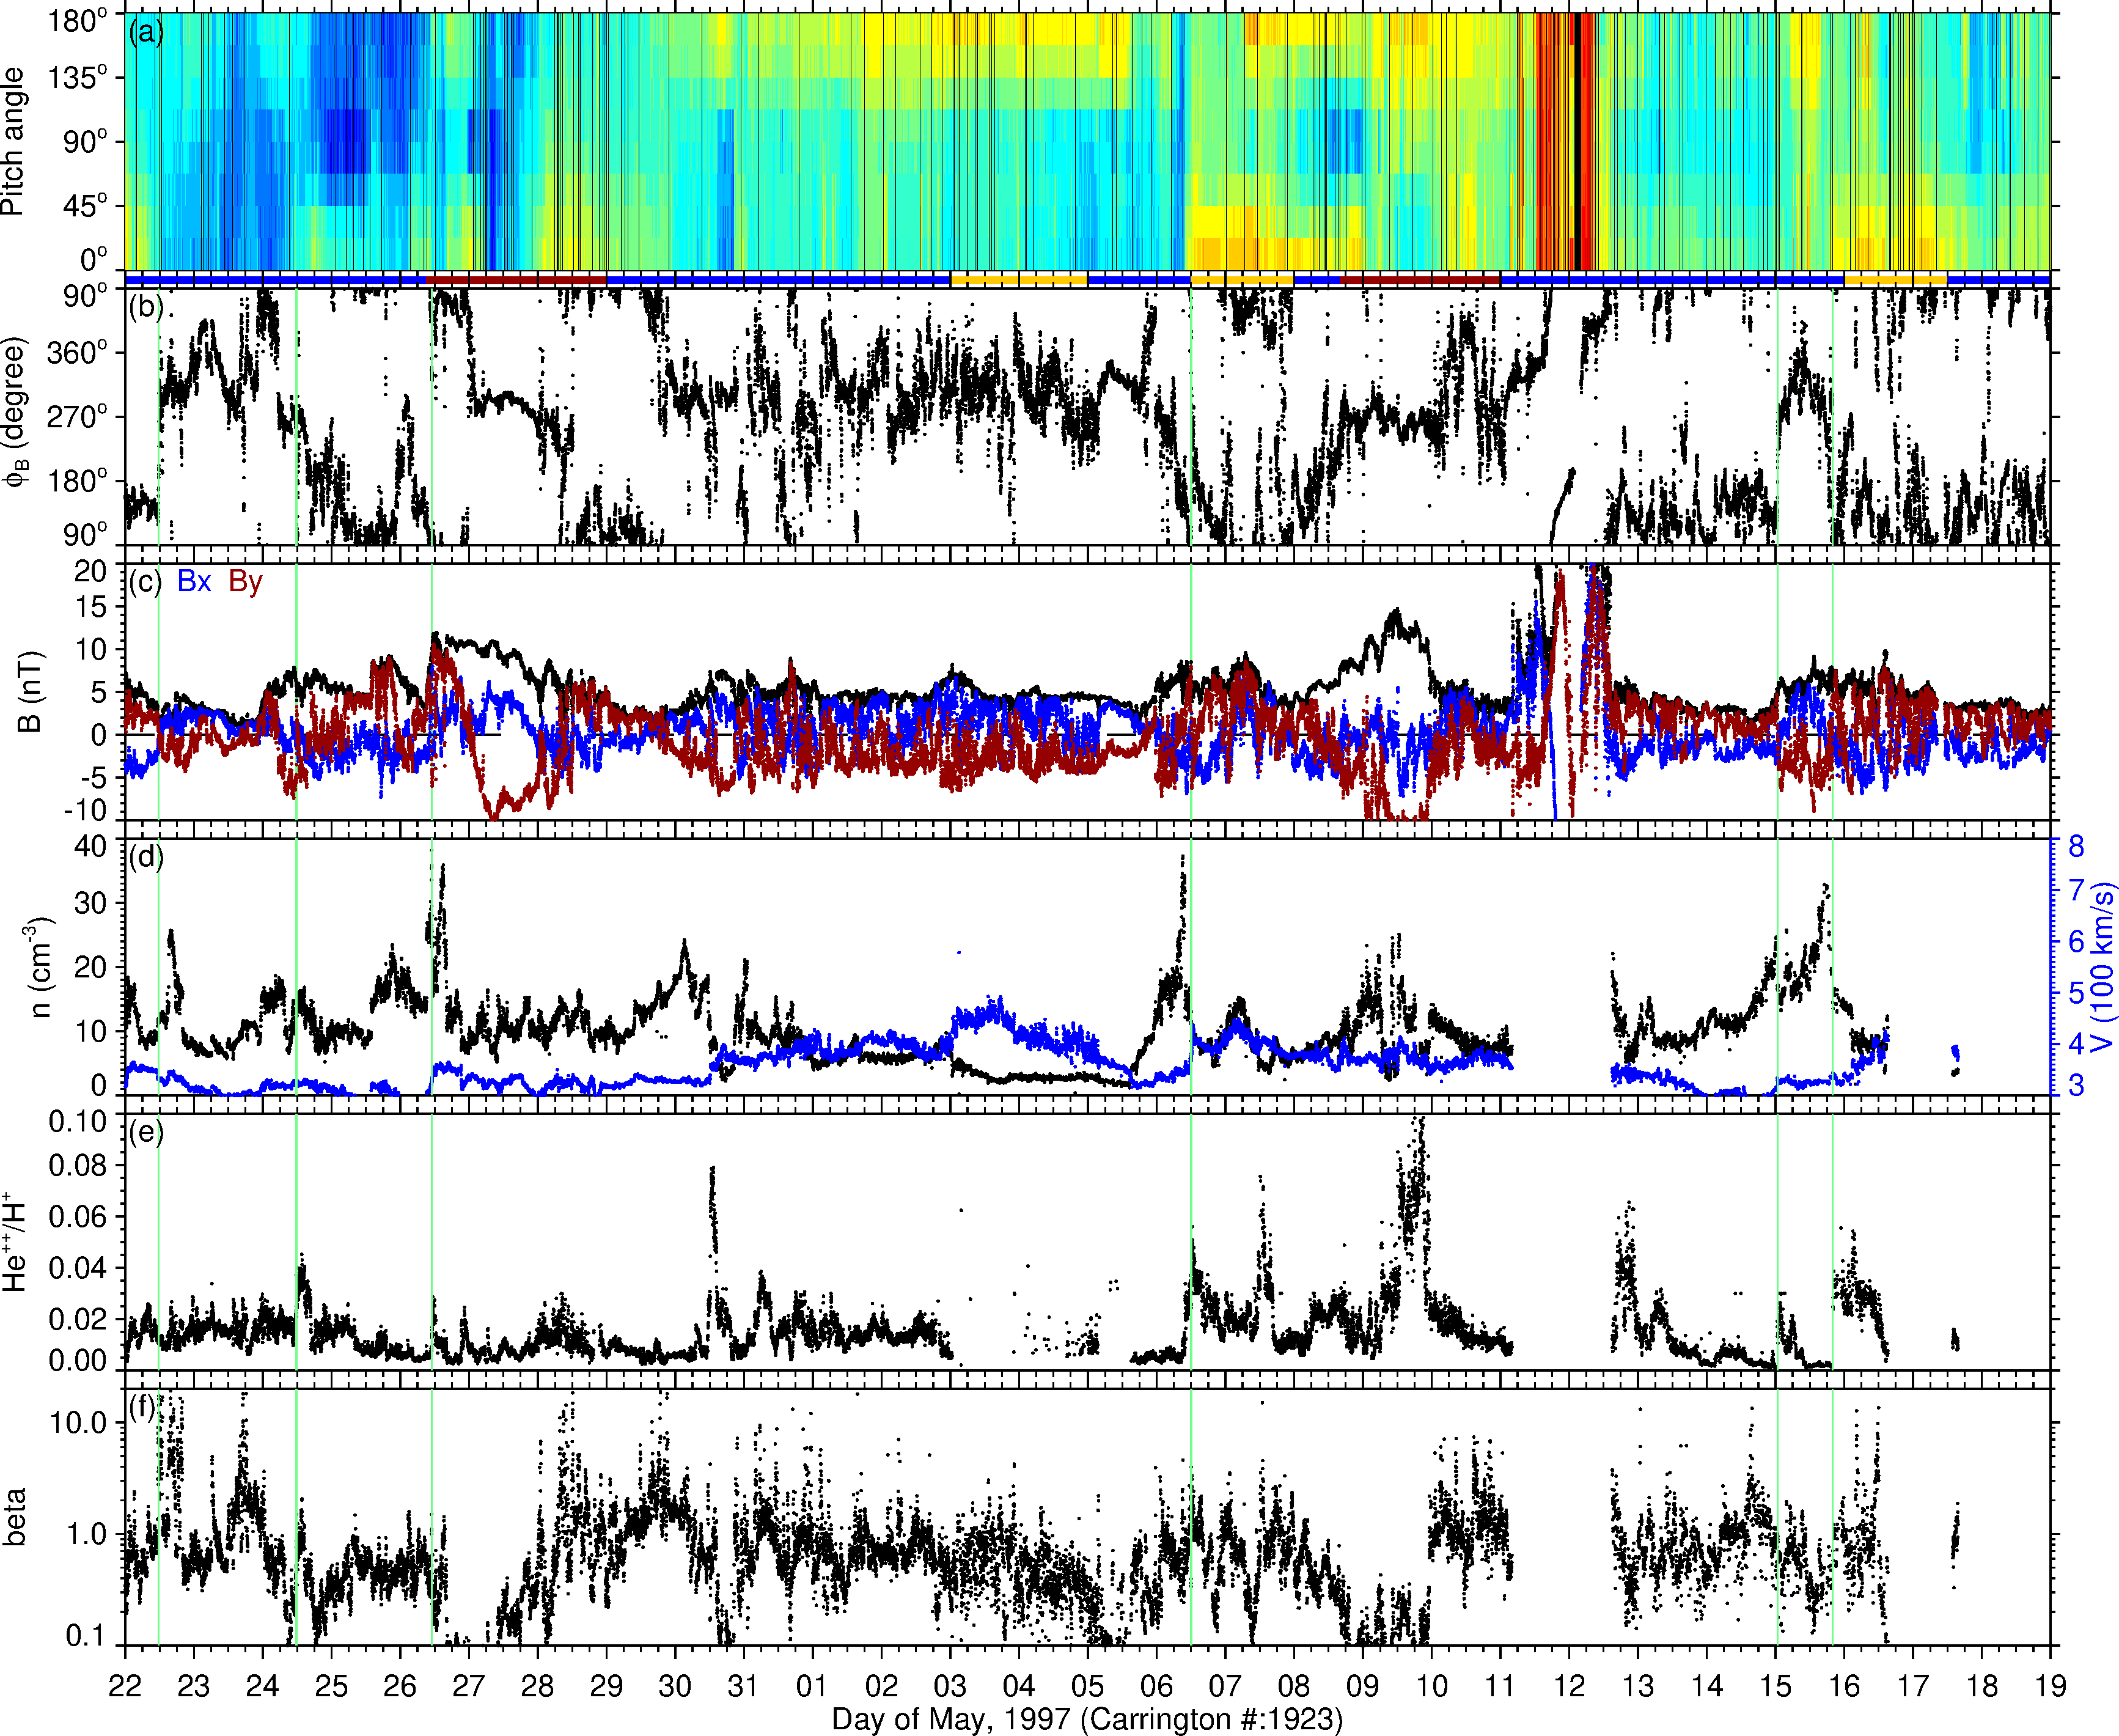 (a)
180°
135°
90°
45°
0°
Pitch angle
(b)
90°
360°
270°
180°
90°
ϕB (degree)
(c) Bx By
20
15
10
5
0
-5
-10
B (nT)
(d)
40
30
20
10
0
n (cm-3)
8
7
6
5
4
3
V (100 km/s)
(e)
0.10
0.08
0.06
0.04
0.02
0.00
He++/H+
(f)
10.0
1.0
0.1
beta
22 23 24 25 26 27 28 29 30 31 01 02 03 04 05 06 07 08 09 10 11 12 13 14 15 16 17 18 19
Day of May, 1997 (Carrington #:1923)